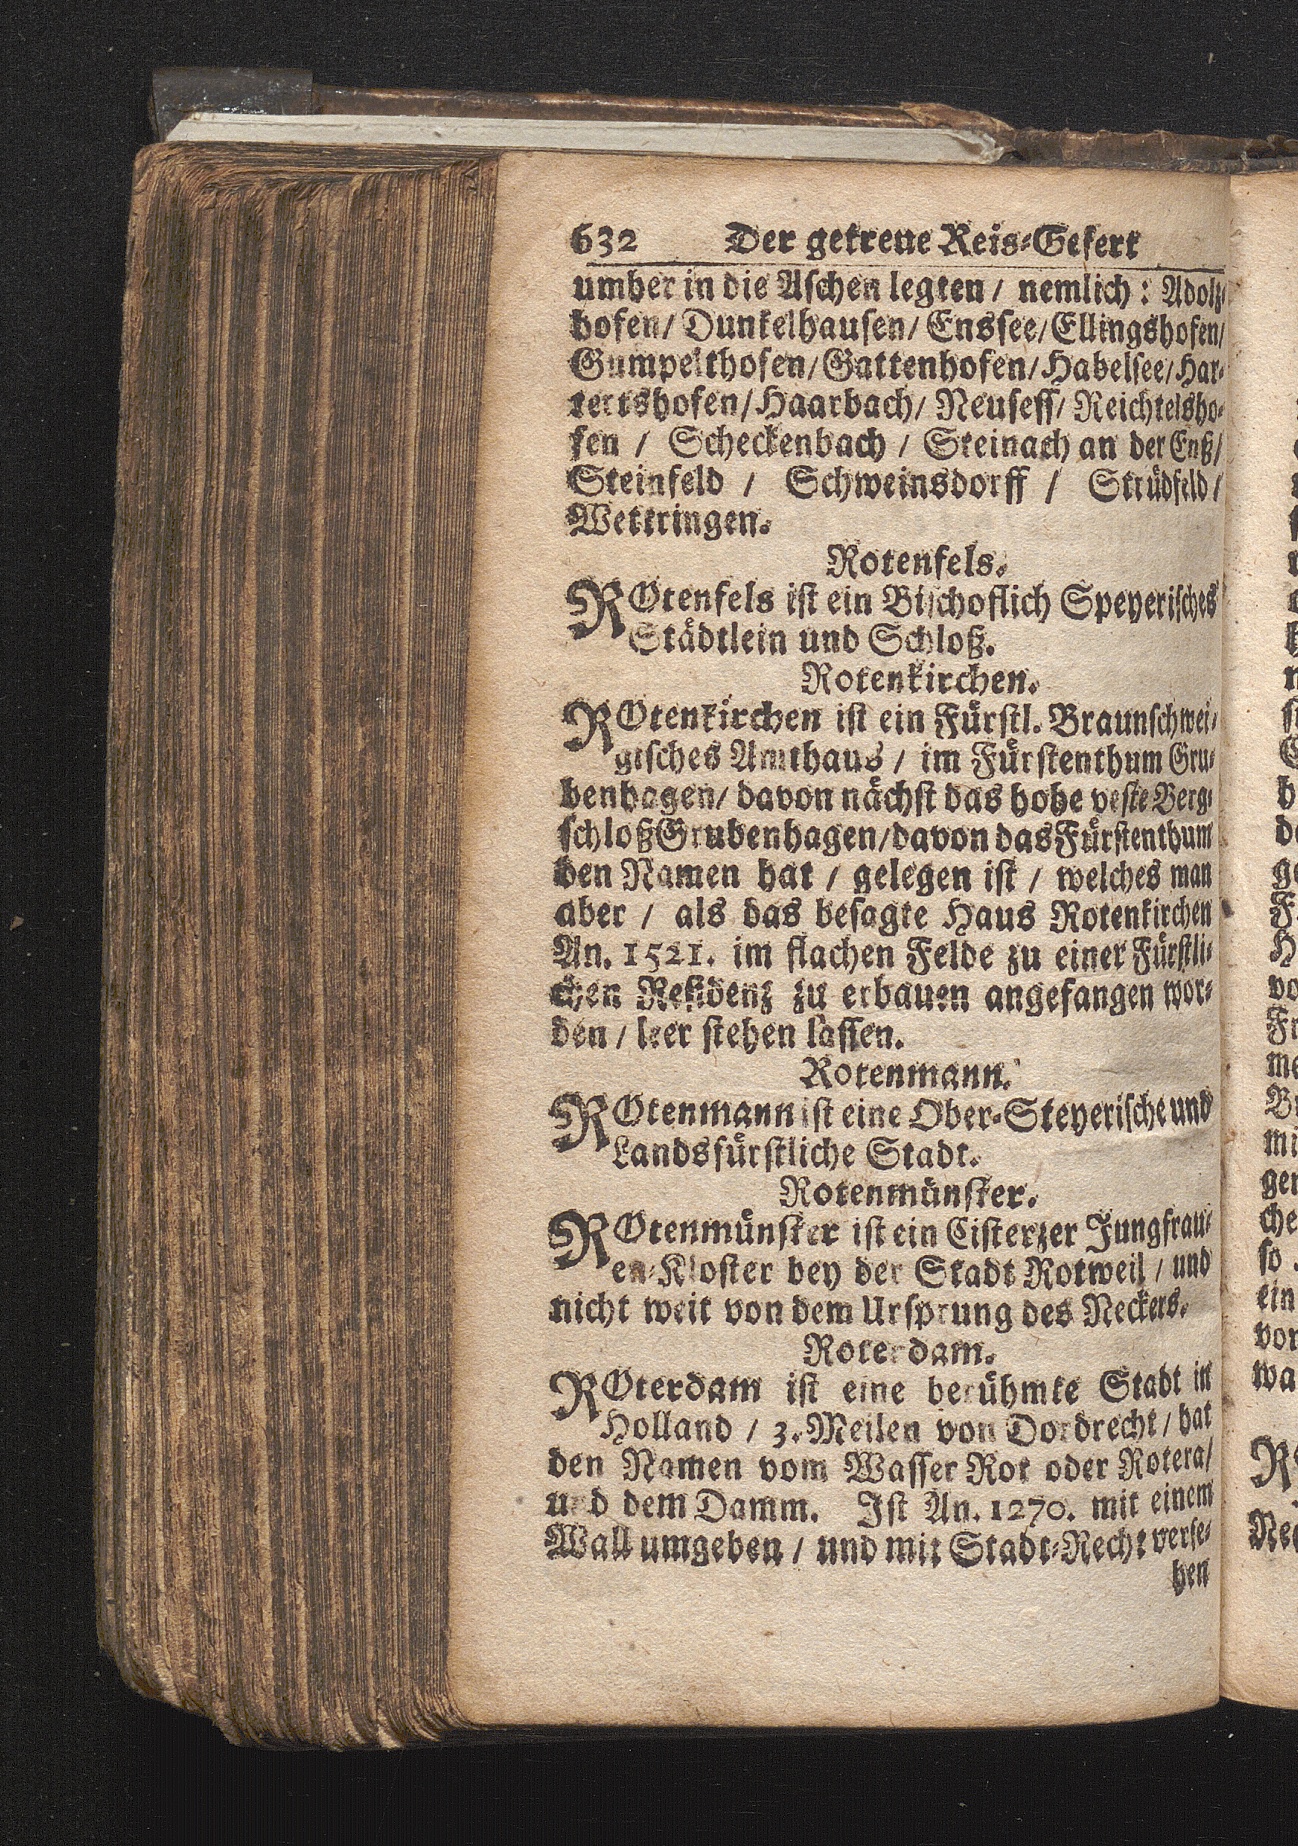 632 Der getreue Reis-Gefert
umher in die Aschen legten / nemlich: Adolz-
hofen / Dunkelhausen / Enssee / Ellingshofen /
Gumpelthofen / Gattenhofen / Habelsee / Har-
tertshofen / Haarbach / Neuseff / Reichtelsho-
fen / Scheckenbach / Steinach an der Enß /
Steinfeld / Schweinsdorff / Strüdfeld /
Wettringen.
Rotenfels.
ROtenfels ist ein Bischoflich Speyerisches
Städtlein und Schloß.
Rotenkirchen.
ROtenkirchen ist ein Fürstl. Braunschwei-
gisches Amthaus / im Fürstenthum Gru-
benhagen / davon nächst das hohe veste Berg-
schloß Grubenhagen / davon das Fürstenthum
den Namen hat / gelegen ist / welches man
aber / als das besagte Haus Rotenkirchen
An. 1521. im flachen Felde zu einer Fürstli-
chen Residenz zu erbauen angefangen wor-
den / leer stehen lassen.
Rotenmann.
ROtenmann ist eine Ober-Steyerische und
Landsfürstliche Stadt.
Rotenmünster.
ROtenmünster ist ein Cisterzer Jungfrau-
en-Kloster bey der Stadt Rotweil / und
nicht weit von dem Ursprung des Neckers.
Roterdam.
ROterdam ist eine berühmte Stadt in
Holland / 3. Meilen von Dordrecht / hat
den Namen vom Wasser Rot oder Rotera /
und dem Damm. Ist An. 1270. mit einem
Wall umgeben / und mit Stadt-Recht verse-
hen